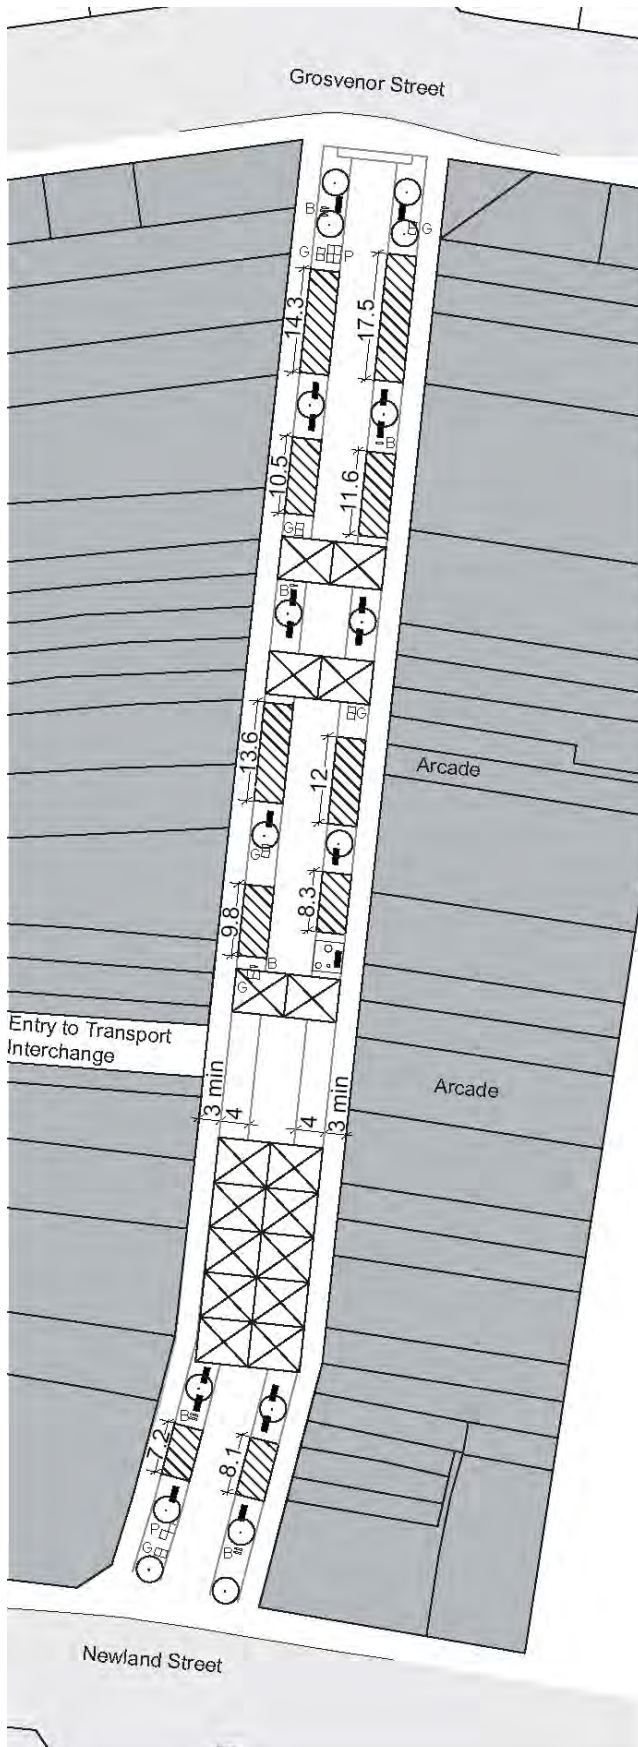 Grosvenor Street
B
G
G B P
14.3
17.5
B
10.5
11.6
G
B
G
13.6
Arcade
12
G
8.3
9.8
B
G
Entry to Transport
Interchange
Arcade
3 min
4
4
3 min
B
7.2
8.1
P
G
B
Newland Street